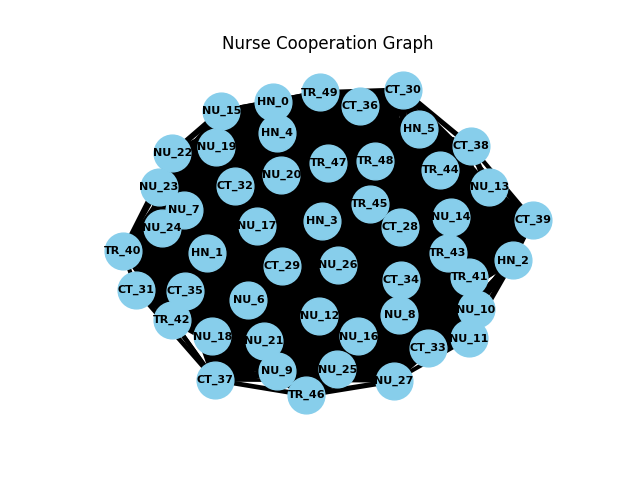 Nurse Cooperation Graph
CT_30
TR_49
HN_0
CT_36
NU_15
HN_5
HN_4
CT_38
NU_19
NU_22
TR_48
TR_47
TR_44
NU_20
CT_32
NU_23
NU_13
TR_45
NU_7
NU_14
CT_39
HN_3
NU_17
CT_28
NU_24
TR_40
HN_1
TR_43
HN_2
NU_26
CT_29
TR_41
CT_34
CT_31
CT_35
NU_6
NU_10
NU_8
NU_12
TR_42
NU_18
NU_16
NU_11
NU_21
CT_33
NU_25
NU_9
CT_37
NU_27
TR_46